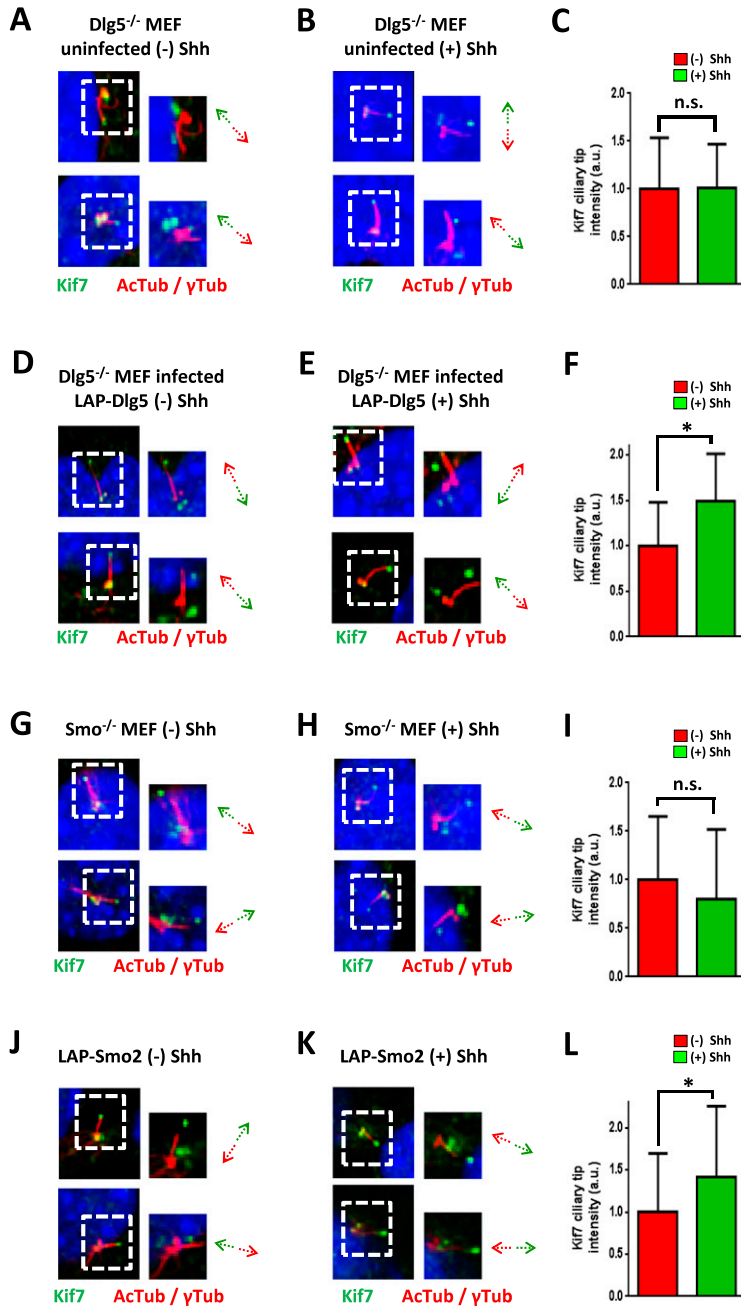 A
Dlg5-/- MEF
uninfected (-) Shh
Kif7 AcTub / γTub
B
Dlg5-/- MEF
uninfected (+) Shh
Kif7 AcTub / γTub
C
(-) Shh
(+) Shh
n.s.
Kif7 ciliary tip
intensity (a.u.)
2.0
1.5
1.0
0.5
0.0
D
Dlg5-/- MEF infected
LAP-Dlg5 (-) Shh
Kif7 AcTub / γTub
E
Dlg5-/- MEF infected
LAP-Dlg5 (+) Shh
Kif7 AcTub / γTub
F
(-) Shh
(+) Shh
*
Kif7 ciliary tip
intensity (a.u.)
2.0
1.5
1.0
0.5
0.0
G
Smo-/- MEF (-) Shh
Kif7 AcTub / γTub
H
Smo-/- MEF (+) Shh
Kif7 AcTub / γTub
I
(-) Shh
(+) Shh
n.s.
Kif7 ciliary tip
intensity (a.u.)
2.0
1.5
1.0
0.5
0.0
J
LAP-Smo2 (-) Shh
Kif7 AcTub / γTub
K
LAP-Smo2 (+) Shh
Kif7 AcTub / γTub
L
(-) Shh
(+) Shh
*
Kif7 ciliary tip
intensity (a.u.)
2.0
1.5
1.0
0.5
0.0